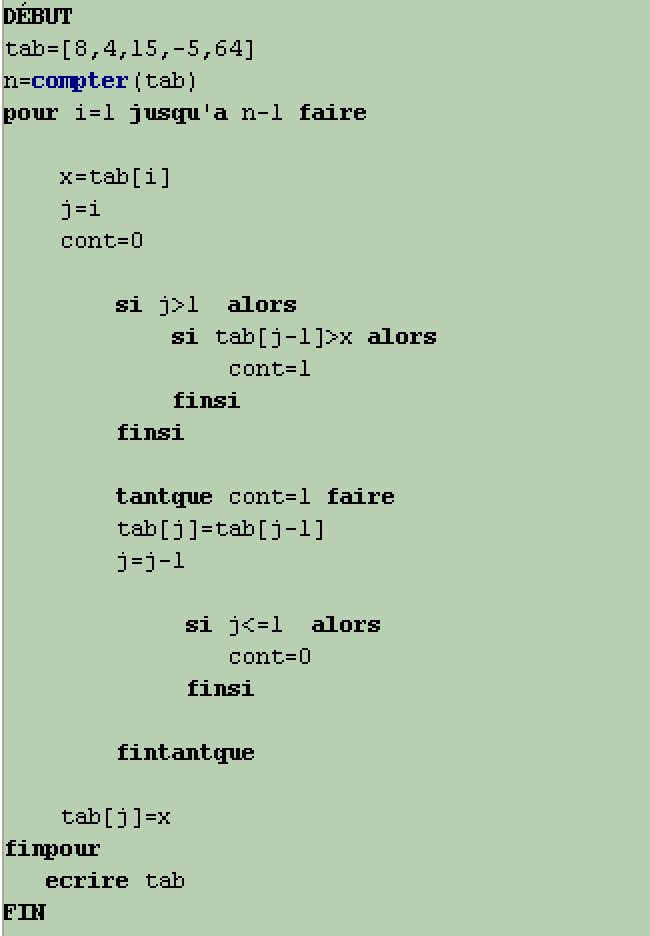 DÉBUT
tab=[8,4,15,-5,64]
n=compter(tab)
pour i=1 jusqu'a n-1 faire
x=tab[i]
j=i
cont=0
si j>1 alors
si tab[j-1]>x alors
cont=1
finsi
finsi
tantque cont=1 faire
tab[j]=tab[j-1]
j=j-1
si j<=1 alors
cont=0
finsi
fintantque
tab[j]=x
finpour
ecrire tab
FIN